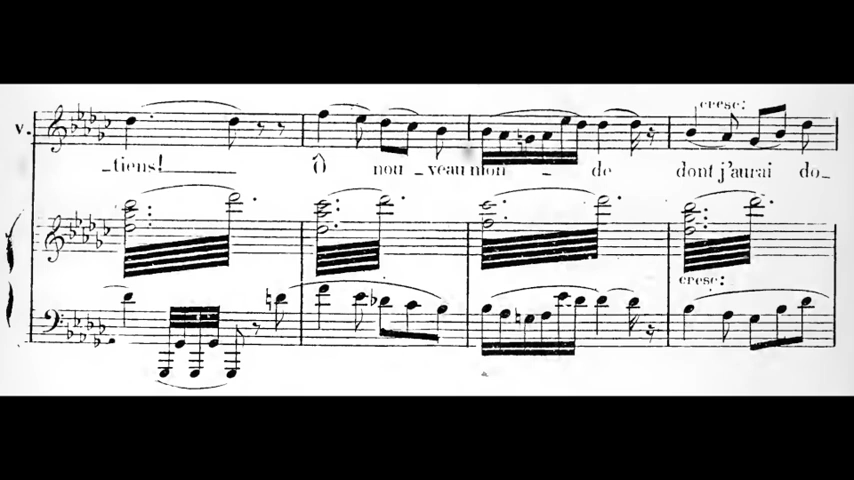 cresc:
v.
_tiens! Ô nou _ veau mon _ de dont j'aurai do_
cresc: